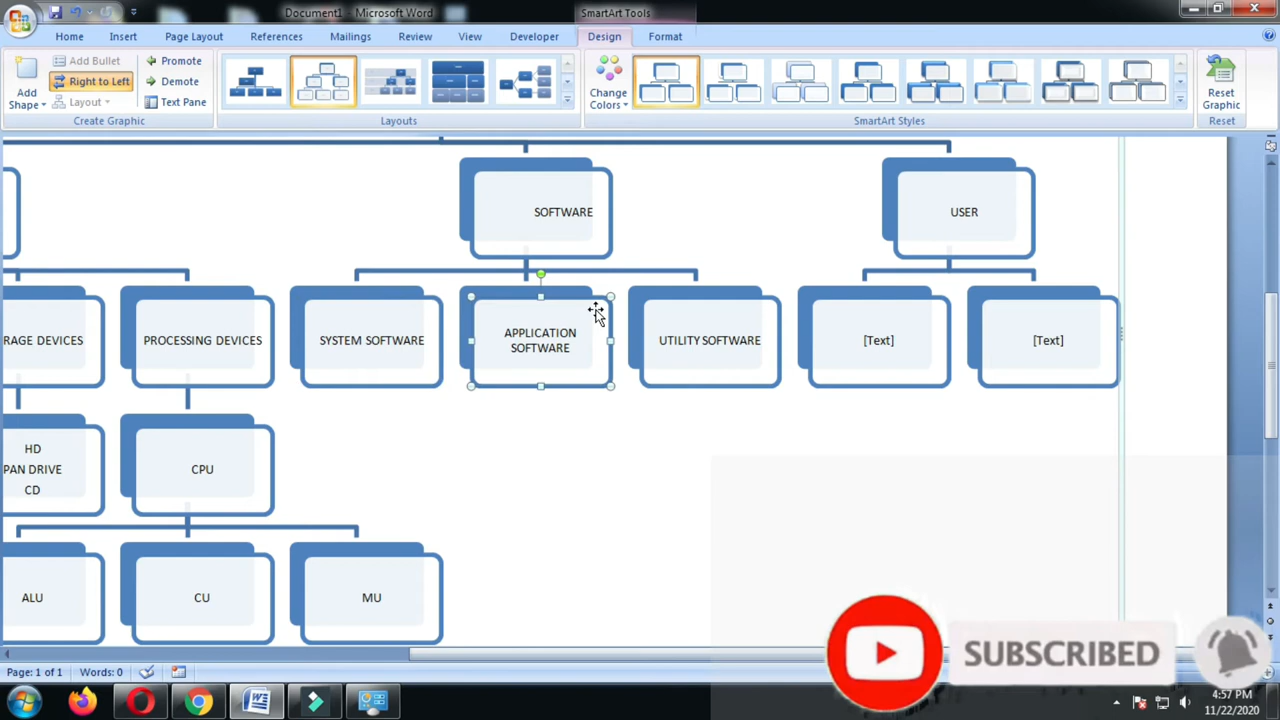 Document1 - Microsoft Word
SmartArt Tools
Home
Insert
Page Layout
References
Mailings
Review
View
Developer
Design
Format
Add Shape
Add Bullet
Right to Left
Layout
Promote
Demote
Text Pane
Create Graphic
Layouts
Change Colors
SmartArt Styles
Reset Graphic
Reset
SOFTWARE
USER
RAGE DEVICES
PROCESSING DEVICES
SYSTEM SOFTWARE
APPLICATION
SOFTWARE
UTILITY SOFTWARE
[Text]
[Text]
HD
PAN DRIVE
CD
CPU
ALU
CU
MU
SUBSCRIBED
Page: 1 of 1
Words: 0
4:57 PM
11/22/2020